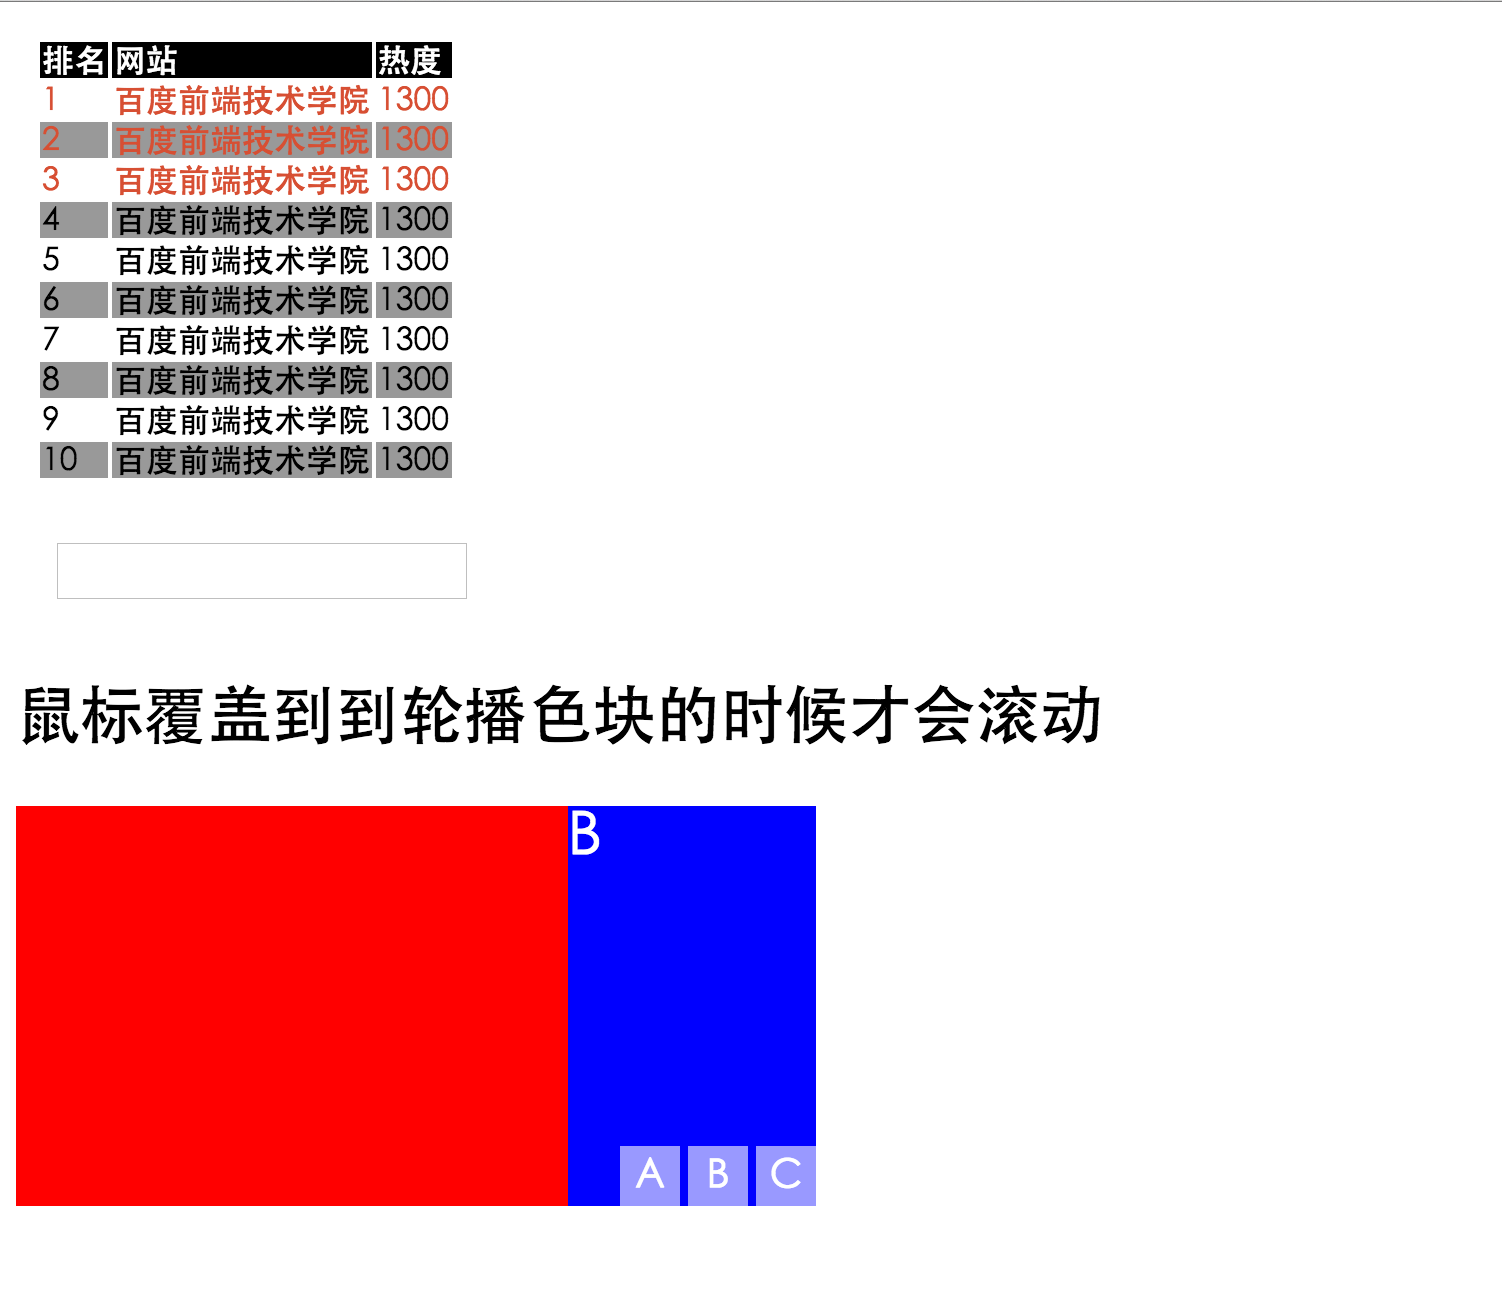 排名 网站 热度
1 百度前端技术学院 1300
2 百度前端技术学院 1300
3 百度前端技术学院 1300
4 百度前端技术学院 1300
5 百度前端技术学院 1300
6 百度前端技术学院 1300
7 百度前端技术学院 1300
8 百度前端技术学院 1300
9 百度前端技术学院 1300
10 百度前端技术学院 1300
鼠标覆盖到到轮播色块的时候才会滚动
B
A B C